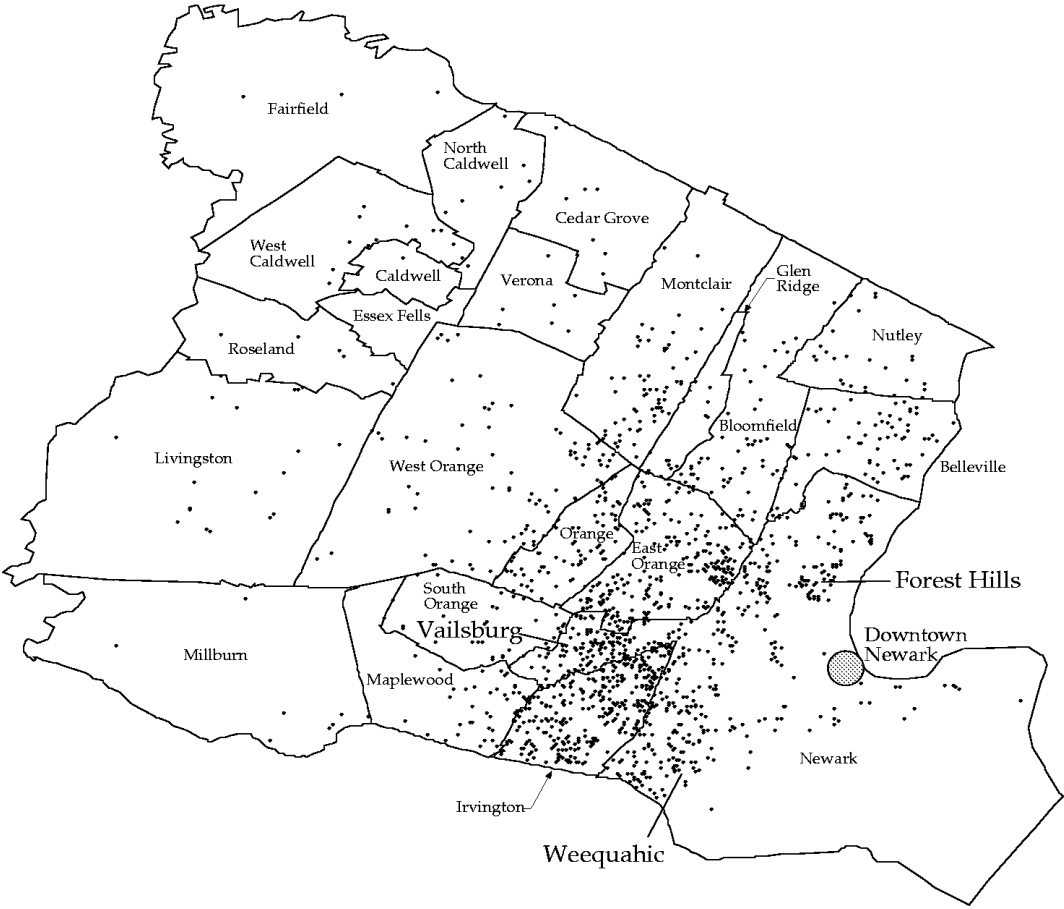 Fairfield
North
Caldwell
Cedar Grove
West
Caldwell
Caldwell
Verona
Montclair
Glen
Ridge
Essex Fells
Nutley
Roseland
Bloomfield
Livingston
West Orange
Belleville
Orange
East
Orange
Forest Hills
South
Orange
Vailsburg
Downtown
Newark
Millburn
Maplewood
Newark
Irvington
Weequahic